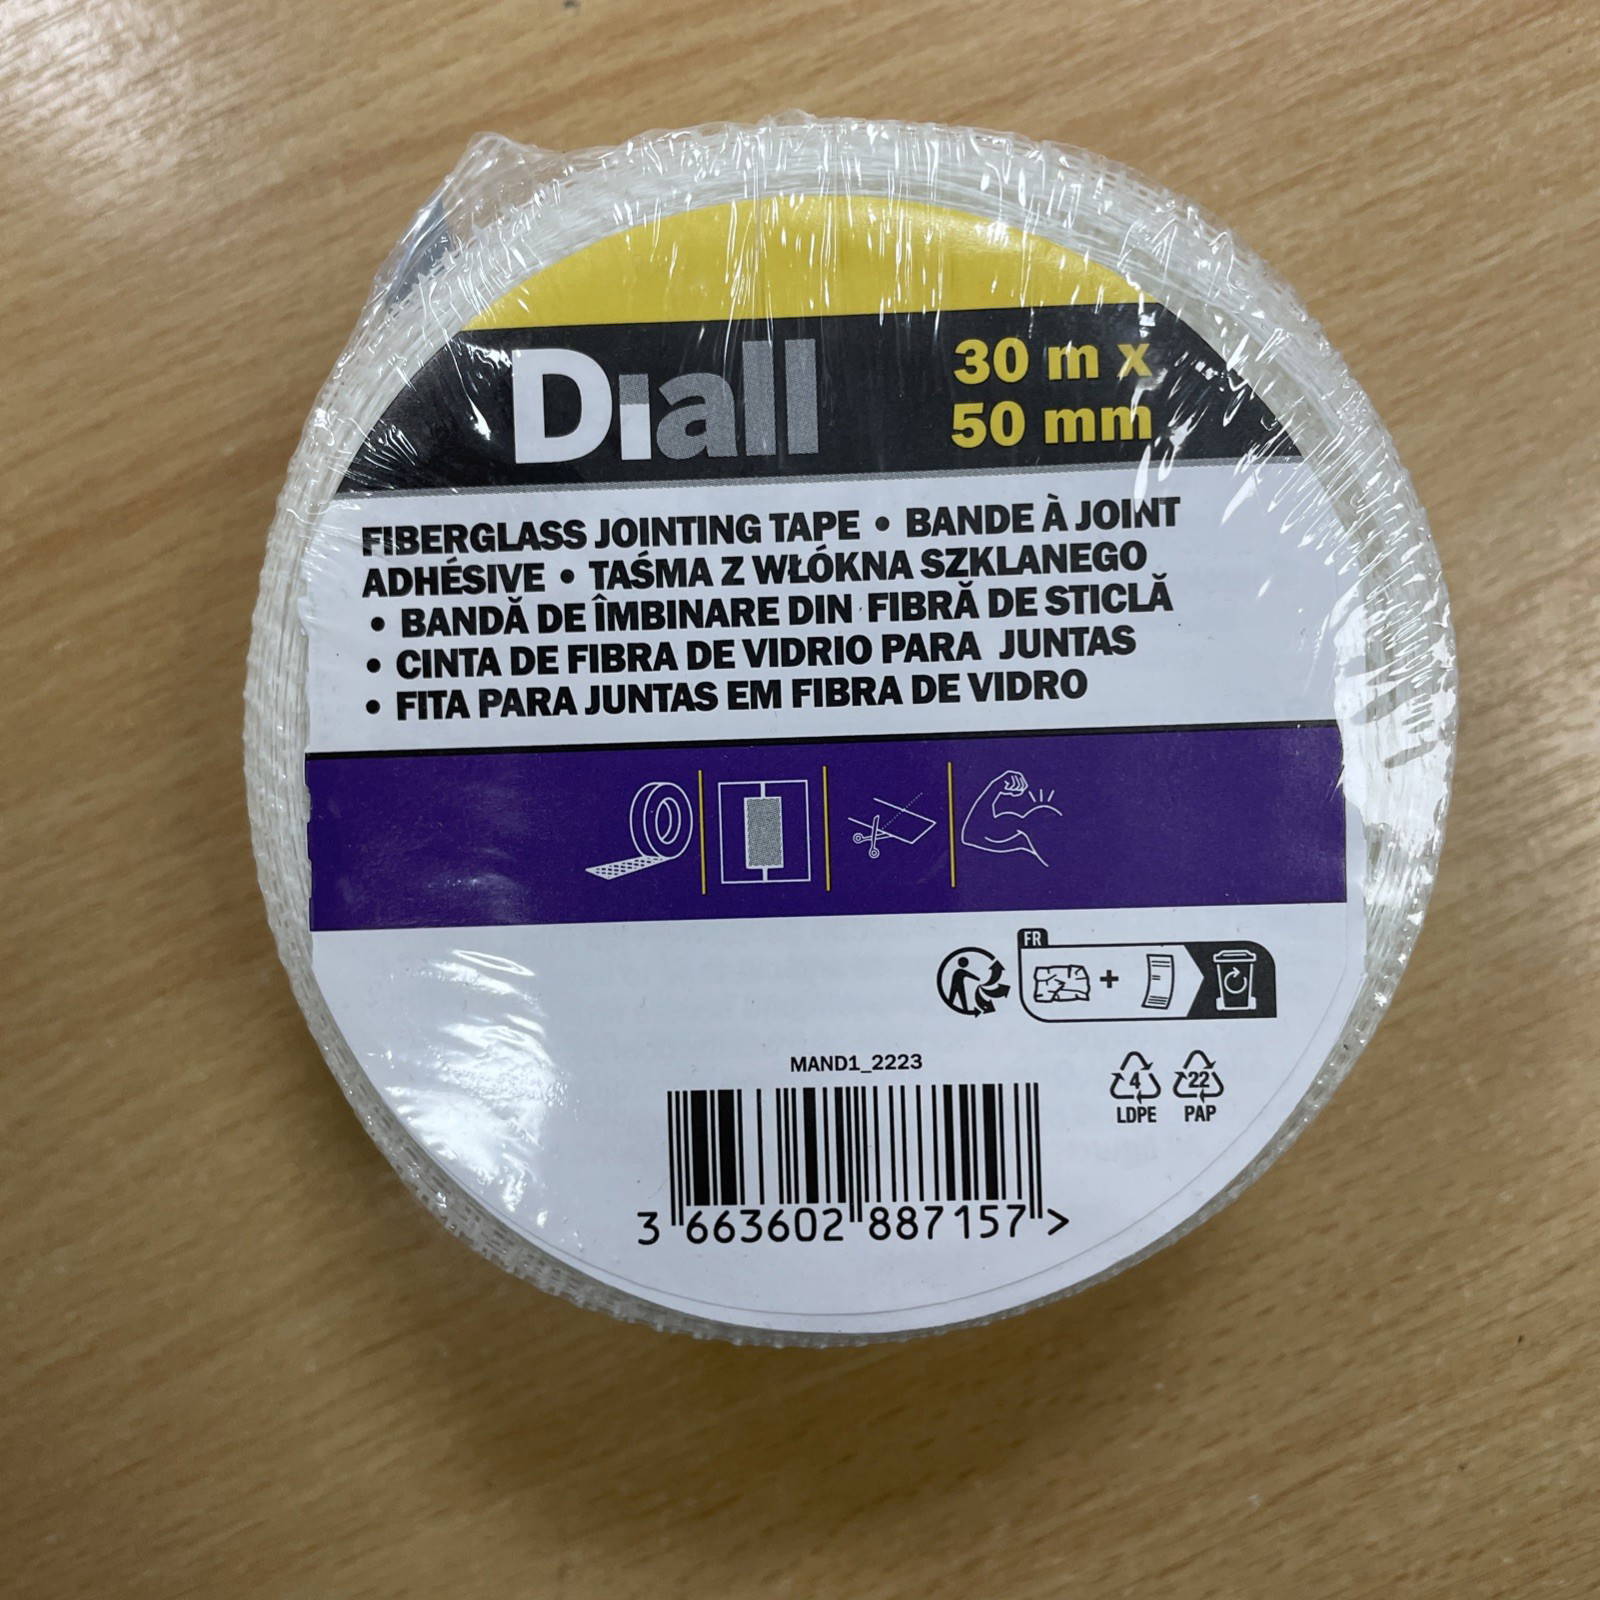 Diall
30 m x
50 mm
FIBERGLASS JOINTING TAPE • BANDE À JOINT
ADHÉSIVE • TAŚMA Z WŁÓKNA SZKLANEGO
• BANDĂ DE ÎMBINARE DIN FIBRĂ DE STICLĂ
• CINTA DE FIBRA DE VIDRIO PARA JUNTAS
• FITA PARA JUNTAS EM FIBRA DE VIDRO
FR
+
MAND1_2223
4
LDPE
22
PAP
3 663602 887157 >